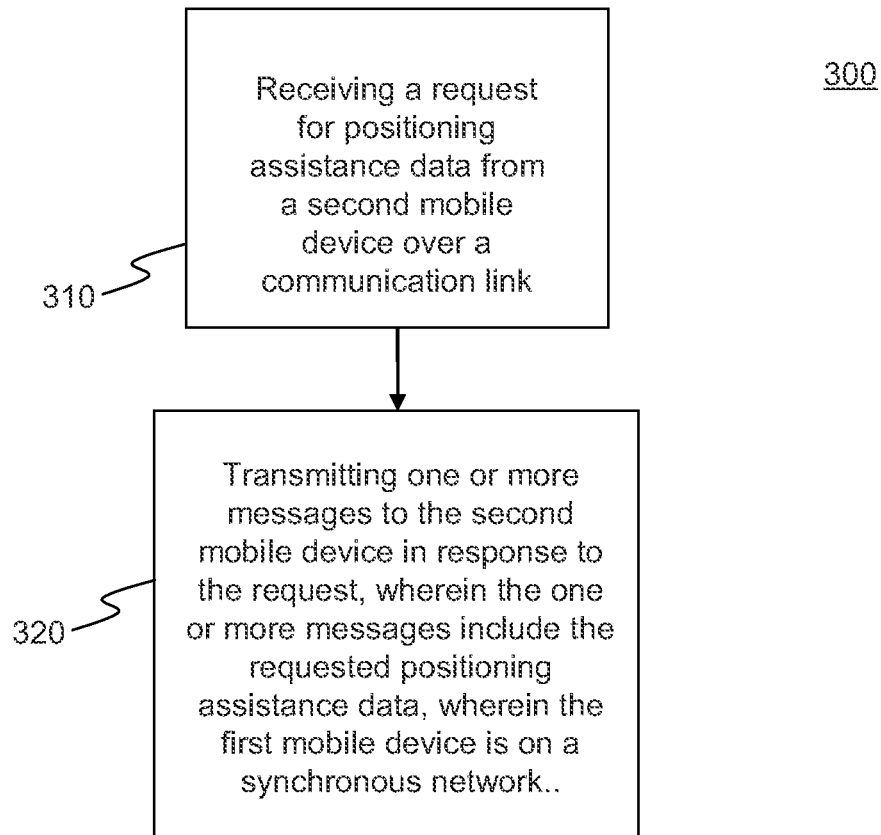 300
Receiving a request
for positioning
assistance data from
a second mobile
device over a
communication link
310
Transmitting one or more
messages to the second
mobile device in response to
the request, wherein the one
or more messages include the
requested positioning
assistance data, wherein the
first mobile device is on a
synchronous network..
320